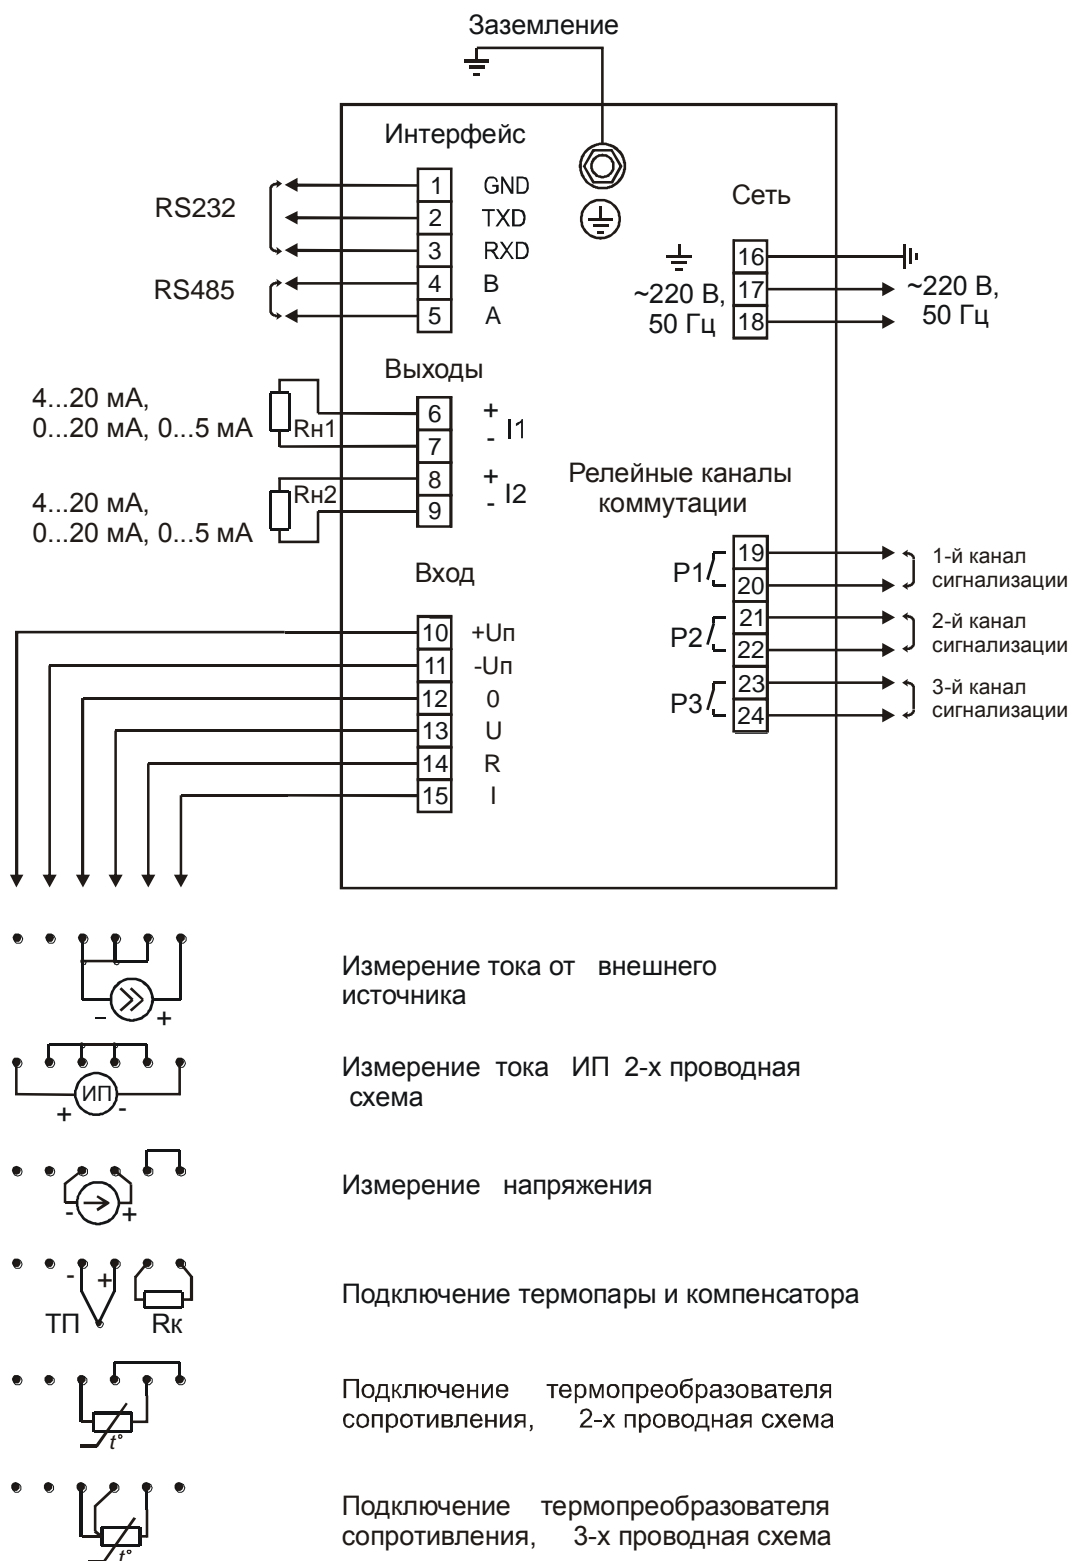 Заземление
Интерфейс
RS232
1 GND
2 TXD
3 RXD
RS485
4 B
5 A
Сеть
16
17
18
~220 В,
50 Гц
~220 В,
50 Гц
Выходы
4...20 мА,
0...20 мА, 0...5 мА
Rн1
6 +
7 -
I1
4...20 мА,
0...20 мА, 0...5 мА
Rн2
8 +
9 -
I2
Релейные каналы
коммутации
P1
19
20
1-й канал
сигнализации
P2
21
22
2-й канал
сигнализации
P3
23
24
3-й канал
сигнализации
Вход
10 +Uп
11 -Uп
12 0
13 U
14 R
15 I
- +
Измерение тока от внешнего
источника
ИП
+ -
Измерение тока ИП 2-х проводная
схема
- +
Измерение напряжения
- +
ТП Rк
Подключение термопары и компенсатора
t°
Подключение термопреобразователя
сопротивления, 2-х проводная схема
t°
Подключение термопреобразователя
сопротивления, 3-х проводная схема